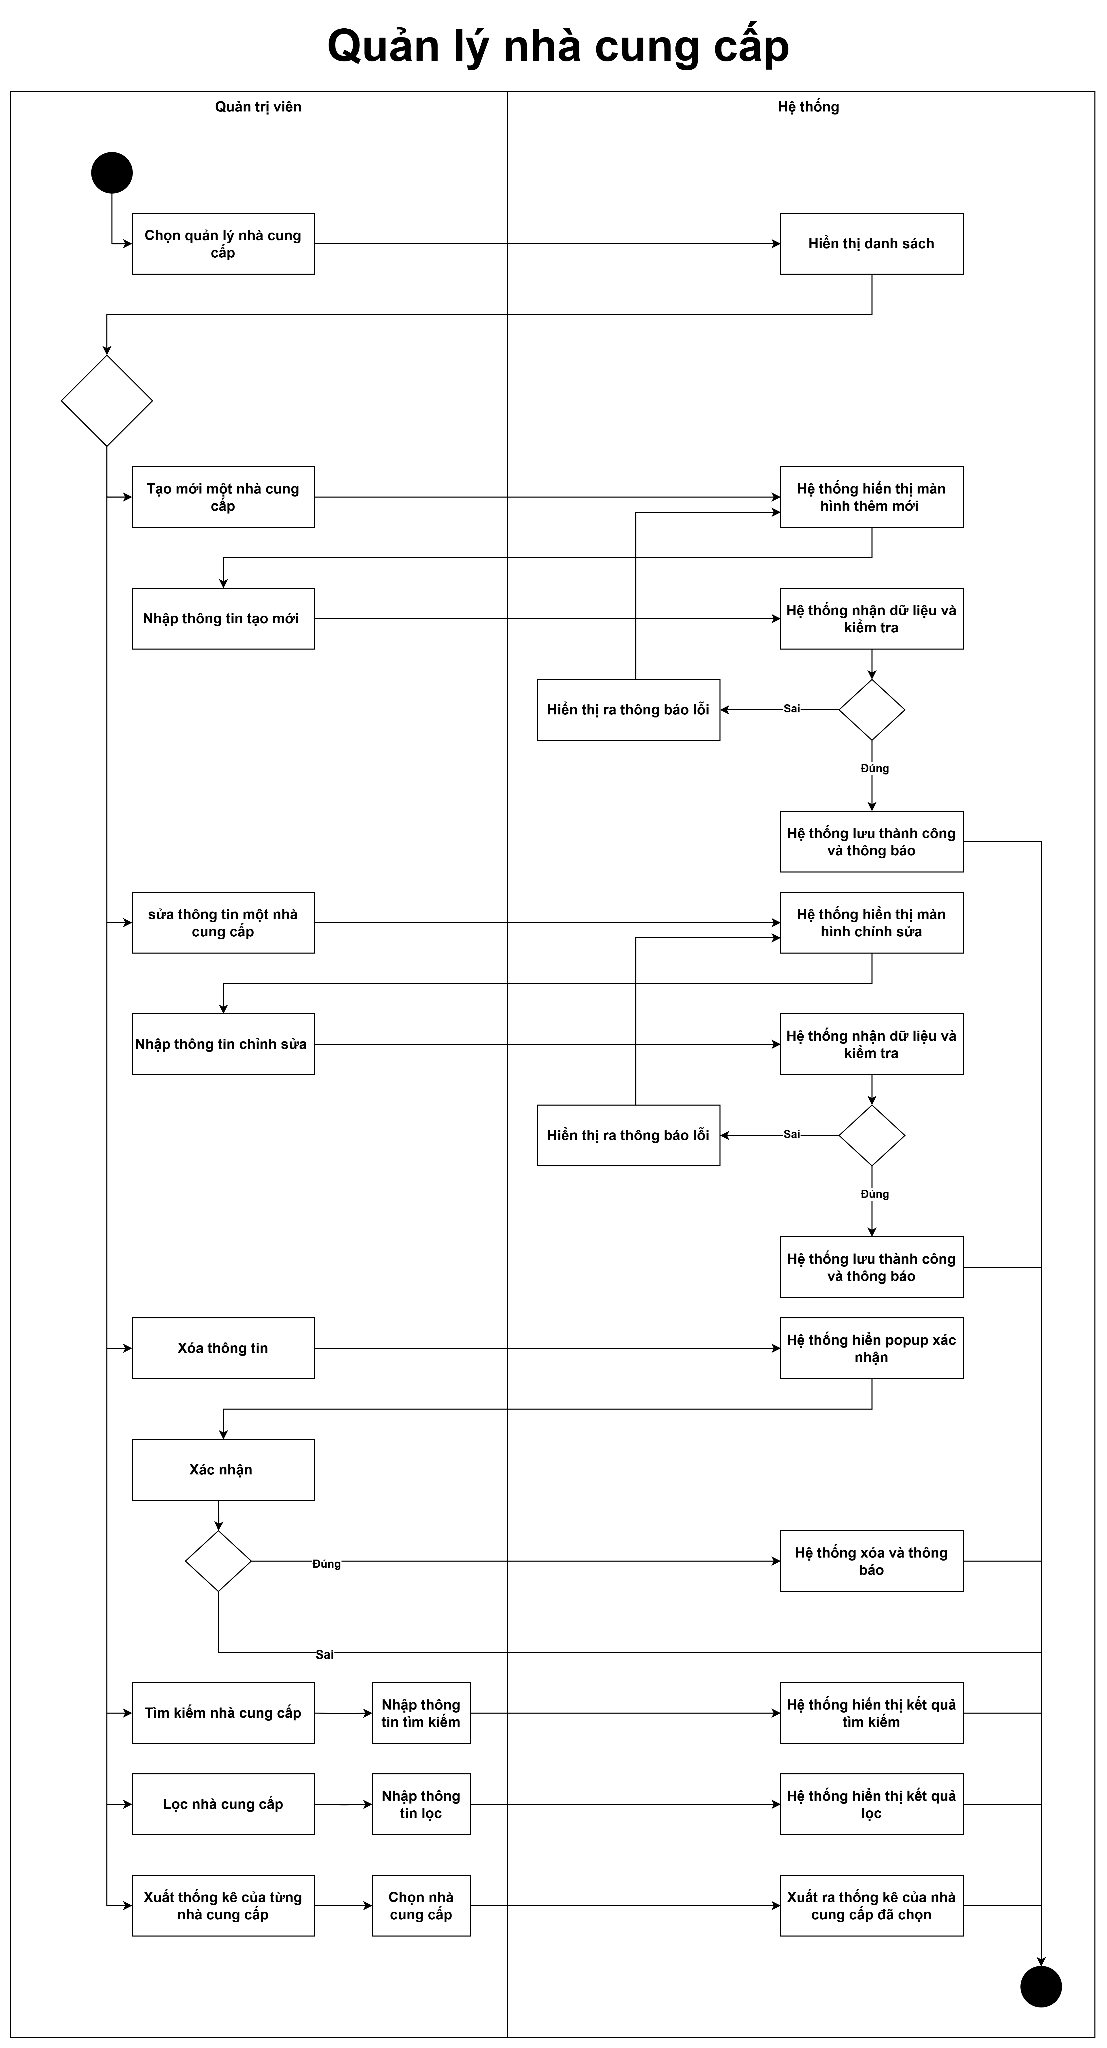 Quản lý nhà cung cấp
Quản trị viên
Hệ thống
Chọn quản lý nhà cung
cấp
Hiển thị danh sách
Tạo mới một nhà cung
cấp
Hệ thống hiển thị màn
hình thêm mới
Nhập thông tin tạo mới
Hệ thống nhận dữ liệu và
kiểm tra
Hiển thị ra thông báo lỗi
Sai
Đúng
Hệ thống lưu thành công
và thông báo
sửa thông tin một nhà
cung cấp
Hệ thống hiển thị màn
hình chính sửa
Nhập thông tin chỉnh sửa
Hệ thống nhận dữ liệu và
kiểm tra
Hiển thị ra thông báo lỗi
Sai
Đúng
Hệ thống lưu thành công
và thông báo
Xóa thông tin
Hệ thống hiển popup xác
nhận
Xác nhận
Đúng
Hệ thống xóa và thông
báo
Sai
Tìm kiếm nhà cung cấp
Nhập thông
tin tìm kiếm
Hệ thống hiển thị kết quả
tìm kiếm
Lọc nhà cung cấp
Nhập thông
tin lọc
Hệ thống hiển thị kết quả
lọc
Xuất thống kê của từng
nhà cung cấp
Chọn nhà
cung cấp
Xuất ra thống kê của nhà
cung cấp đã chọn